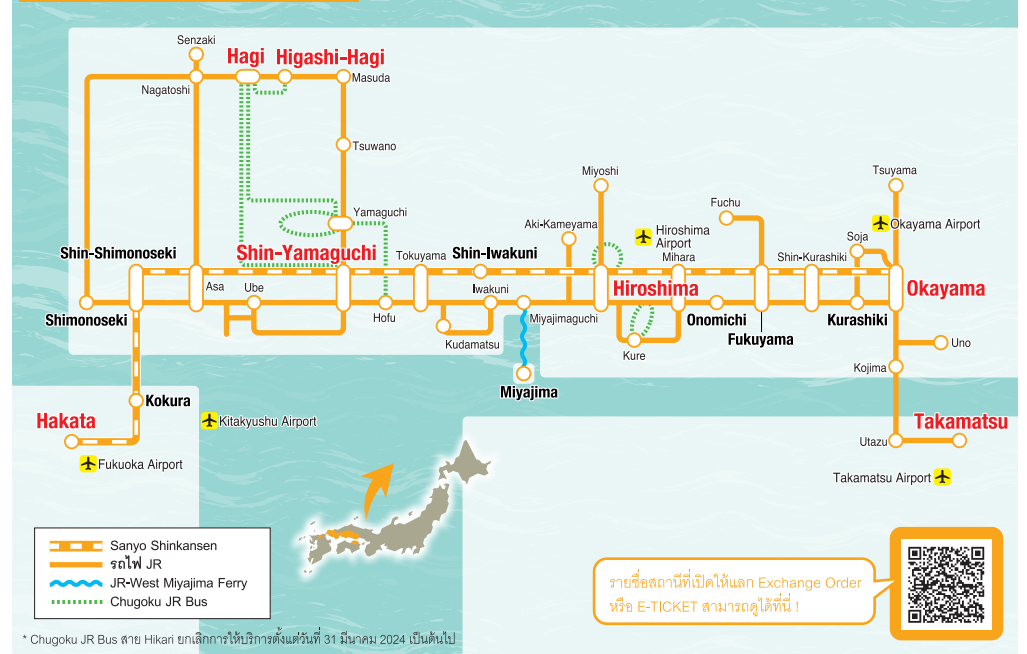 Senzaki
Hagi
Higashi-Hagi
Nagatoshi
Masuda
Tsuwano
Yamaguchi
Miyoshi
Tsuyama
Fuchu
Aki-Kameyama
Hiroshima
Airport
Okayama Airport
Soja
Shin-Shimonoseki
Shin-Yamaguchi
Tokuyama
Shin-Iwakuni
Mihara
Shin-Kurashiki
Asa
Ube
Iwakuni
Hiroshima
Okayama
Shimonoseki
Hofu
Miyajimaguchi
Onomichi
Kurashiki
Kudamatsu
Kure
Fukuyama
Uno
Kojima
Miyajima
Kokura
Hakata
Kitakyushu Airport
Takamatsu
Utazu
Fukuoka Airport
Takamatsu Airport
Sanyo Shinkansen
รถไฟ JR
JR-West Miyajima Ferry
Chugoku JR Bus
รายชื่อสถานีที่เปิดให้แลก Exchange Order
หรือ E-TICKET สามารถดูได้ที่นี่ !
* Chugoku JR Bus สาย Hikari ยกเลิกการให้บริการตั้งแต่วันที่ 31 มีนาคม 2024 เป็นต้นไป